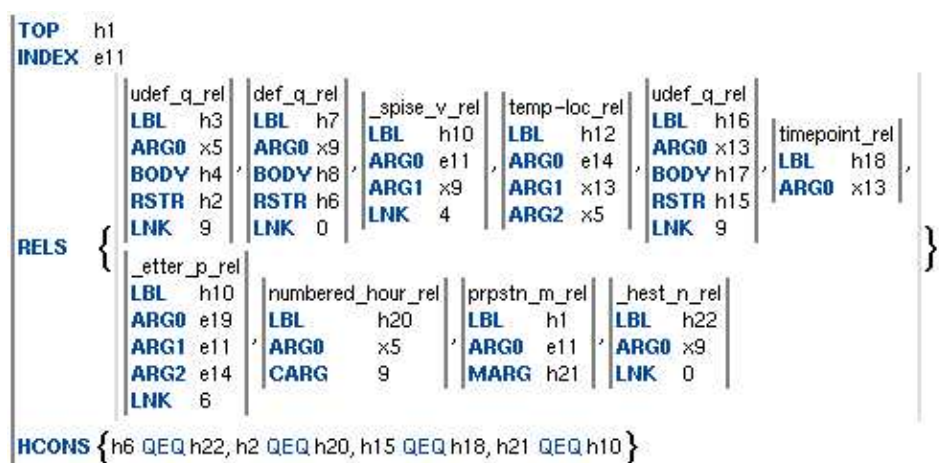 TOP h1
INDEX e11
udef_q_rel def_q_rel _spise_v_rel temp-loc_rel udef_q_rel timepoint_rel
LBL h3 LBL h7 LBL h10 LBL h12 LBL h16 LBL h18
ARG0 x5 ARG0 x9 ARG0 e11 ARG0 e14 ARG0 x13 ARG0 x13
BODY h4 , BODY h8 , ARG1 x9 , ARG1 x13 , BODY h17 , ,
RSTR h2 RSTR h6 LNK 4 ARG2 x5 RSTR h15
LNK 9 LNK 0 LNK 9
RELS { }
_etter_p_rel numbered_hour_rel prpstn_m_rel _hest_n_rel
LBL h10 LBL h20 LBL h1 LBL h22
ARG0 e19 ARG0 x5 ARG0 e11 ARG0 x9
ARG1 e11 , CARG 9 , MARG h21 , LNK 0
ARG2 e14
LNK 6
HCONS { h6 QEQ h22, h2 QEQ h20, h15 QEQ h18, h21 QEQ h10 }